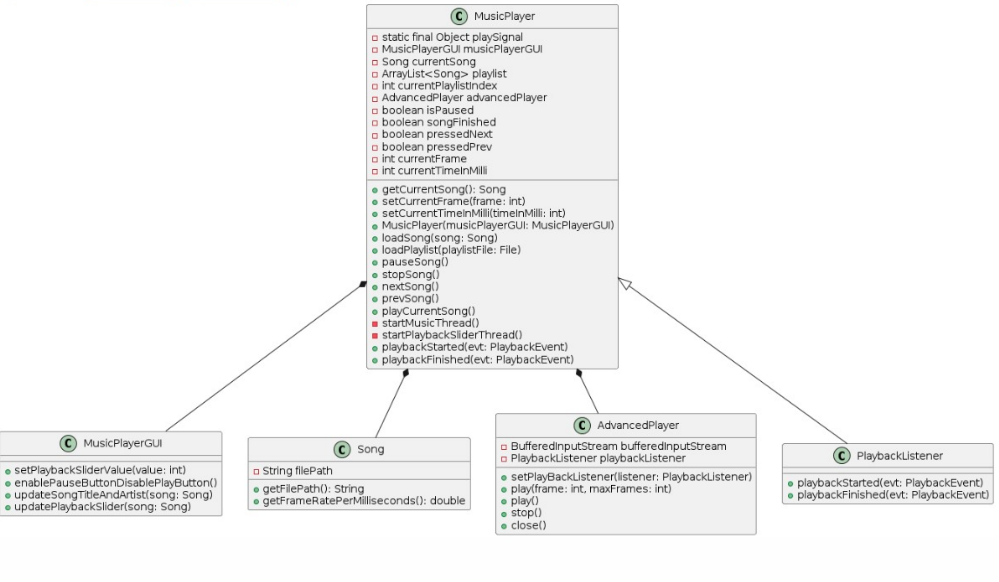 C MusicPlayer
static final Object playSignal
MusicPlayerGUI musicPlayerGUI
Song currentSong
ArrayList<Song> playlist
int currentPlaylistIndex
AdvancedPlayer advancedPlayer
boolean isPaused
boolean songFinished
boolean pressedNext
boolean pressedPrev
int currentFrame
int currentTimeInMilli
getCurrentSong(): Song
setCurrentFrame(frame: int)
setCurrentTimeInMilli(timeInMilli: int)
MusicPlayer(musicPlayerGUI: MusicPlayerGUI)
loadSong(song: Song)
loadPlaylist(playlistFile: File)
pauseSong()
stopSong()
nextSong()
prevSong()
playCurrentSong()
startMusicThread()
startPlaybackSliderThread()
playbackStarted(evt: PlaybackEvent)
playbackFinished(evt: PlaybackEvent)
C MusicPlayerGUI
setPlaybackSliderValue(value: int)
enablePauseButtonDisablePlayButton()
updateSongTitleAndArtist(song: Song)
updatePlaybackSlider(song: Song)
C Song
String filePath
getFilePath(): String
getFrameRatePerMilliseconds(): double
C AdvancedPlayer
BufferedInputStream bufferedInputStream
PlaybackListener playbackListener
setPlayBackListener(listener: PlaybackListener)
play(frame: int, maxFrames: int)
play()
stop()
close()
C PlaybackListener
playbackStarted(evt: PlaybackEvent)
playbackFinished(evt: PlaybackEvent)